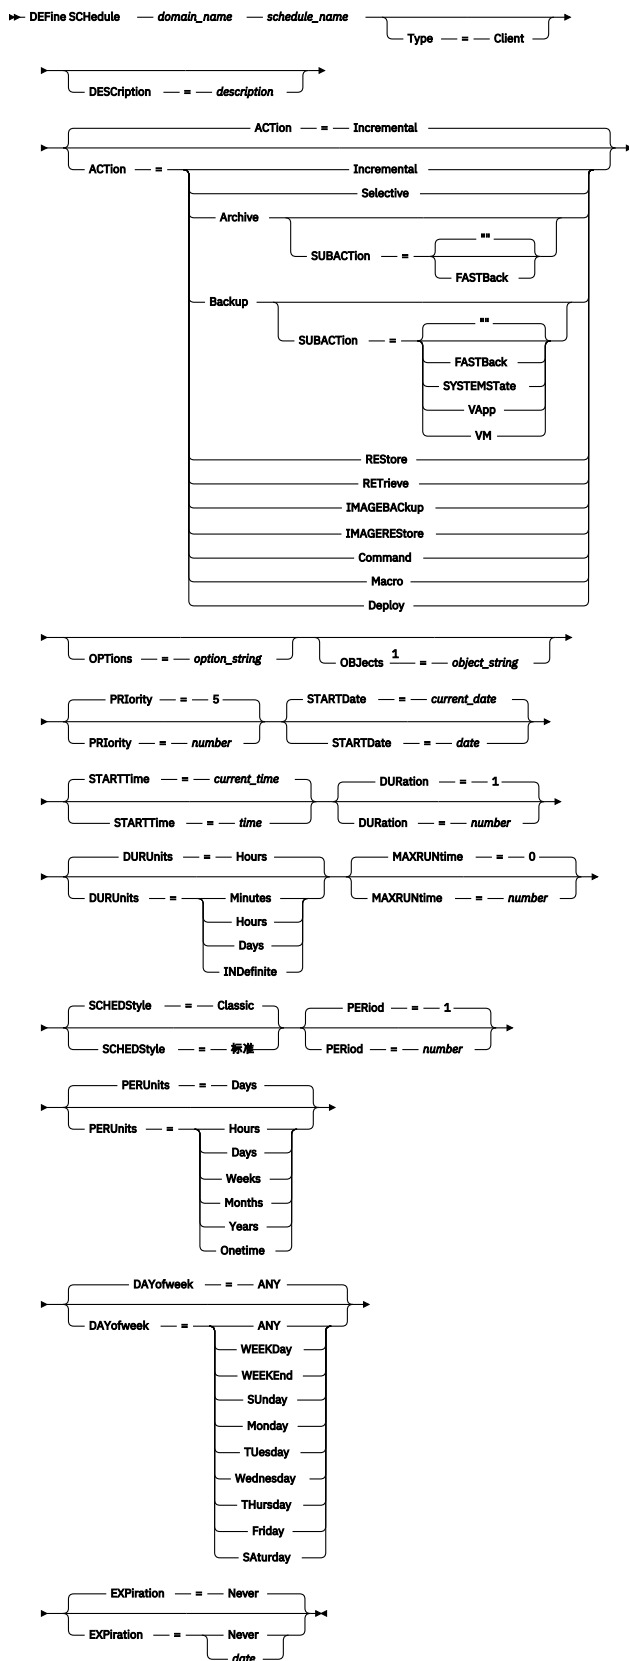 DEFine SCHedule domain_name schedule_name
Type = Client
DESCription = description
ACTion = Incremental
ACTion = Incremental
Selective
Archive
""
SUBACTion =
FASTBack
Backup
""
SUBACTion =
FASTBack
SYSTEMSTate
VApp
VM
REStore
RETrieve
IMAGEBACkup
IMAGEREStore
Command
Macro
Deploy
OPTions = option_string OBJects 1 = object_string
PRIority = 5 STARTDate = current_date
PRIority = number STARTDate = date
STARTTime = current_time DURation = 1
STARTTime = time DURation = number
DURUnits = Hours MAXRUNtime = 0
DURUnits = Minutes MAXRUNtime = number
Hours
Days
INDefinite
SCHEDStyle = Classic PERiod = 1
SCHEDStyle = 标准 PERiod = number
PERUnits = Days
PERUnits = Hours
Days
Weeks
Months
Years
Onetime
DAYofweek = ANY
DAYofweek = ANY
WEEKDay
WEEKEnd
SUnday
Monday
TUesday
Wednesday
THursday
Friday
SAturday
EXPiration = Never
EXPiration = Never
date